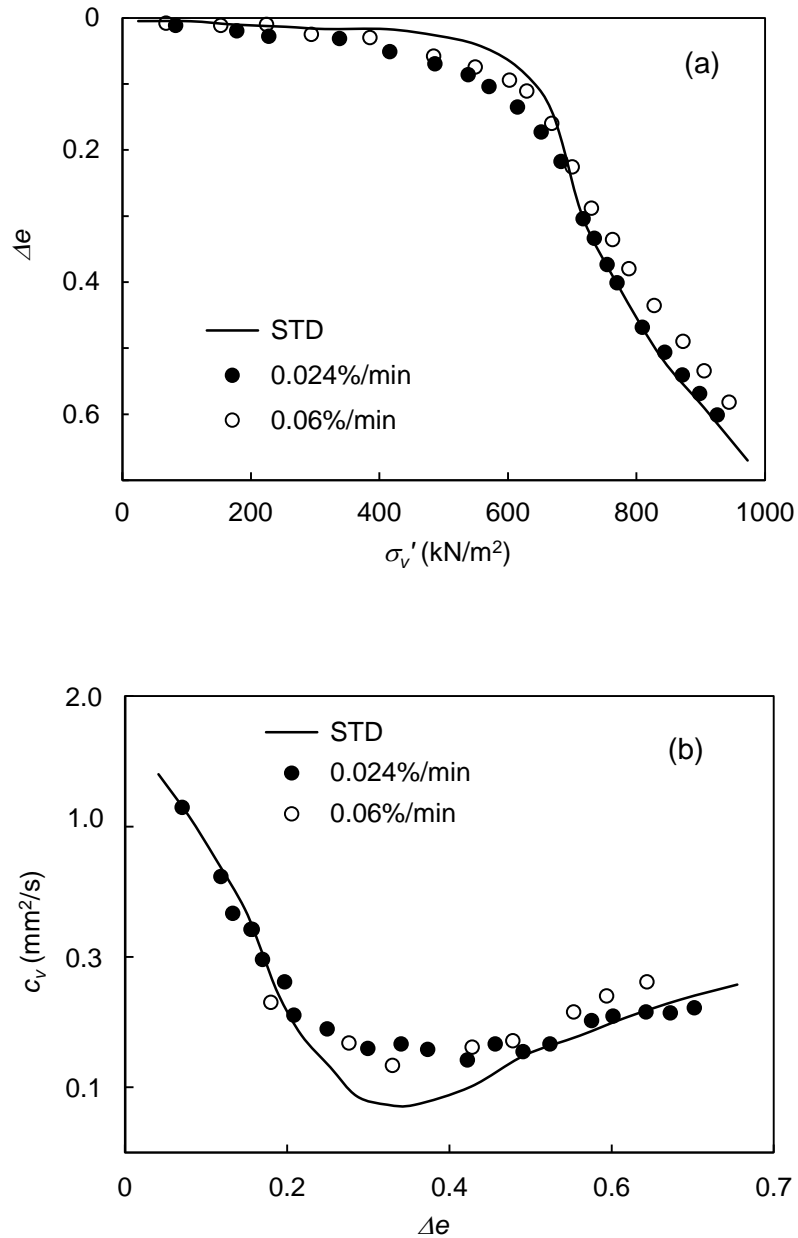 0
(a)
0.2
Δe
0.4
STD
0.024%/min
0.06%/min
0.6
0 200 400 600 800 1000
σv′ (kN/m²)
2.0
STD
(b)
0.024%/min
0.06%/min
1.0
cv (mm²/s)
0.3
0.1
0 0.2 0.4 0.6 0.7
Δe